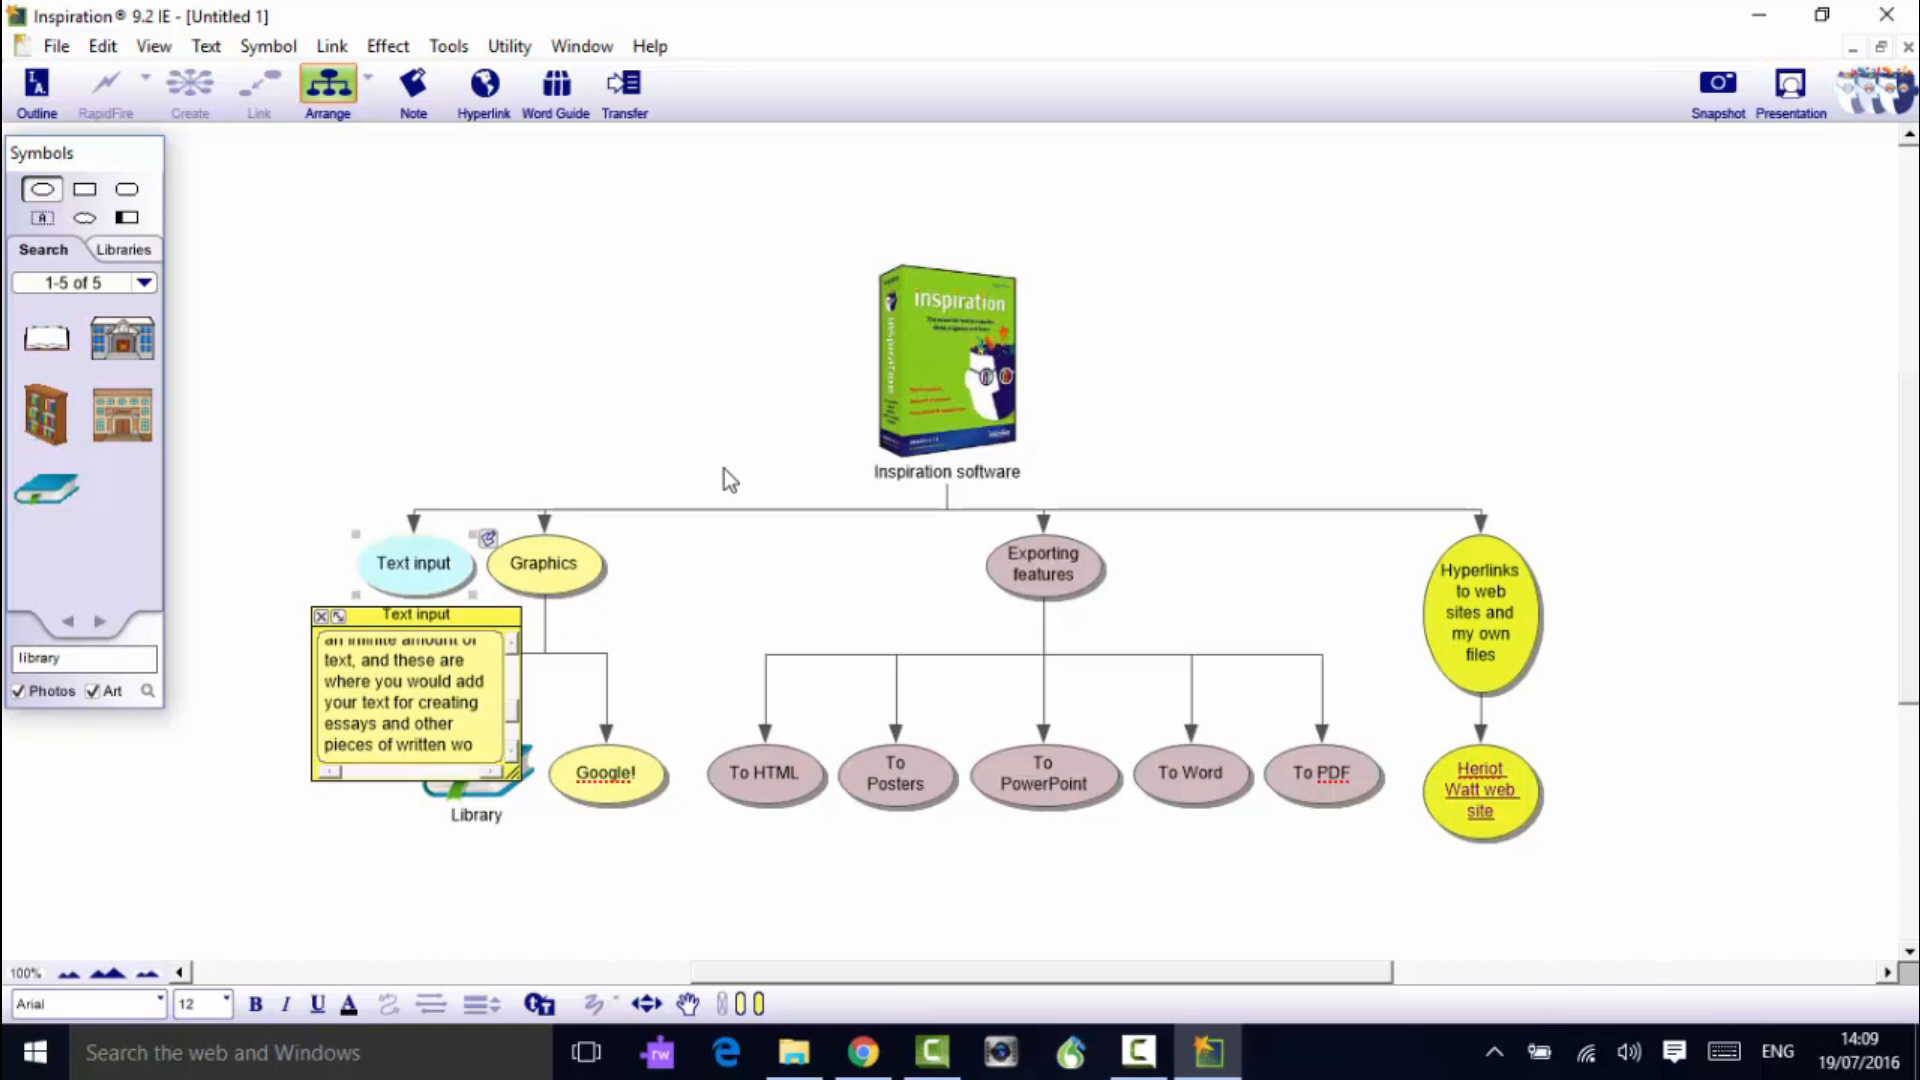 Inspiration® 9.2 IE - [Untitled 1]
File Edit View Text Symbol Link Effect Tools Utility Window Help
Outline RapidFire Create Link Arrange Note Hyperlink Word Guide Transfer Snapshot Presentation
Symbols
A
Search Libraries
1-5 of 5
library
Photos Art
inspiration
Inspiration software
Text input
Graphics
Exporting
features
Hyperlinks
to web
sites and
my own
files
Text input
an infinite amount of
text, and these are
where you would add
your text for creating
essays and other
pieces of written wo
Library
Google!
To HTML
To
Posters
To
PowerPoint
To Word
To PDF
Heriot
Watt web
site
100%
Arial 12 B I U A
Search the web and Windows
rw
ENG
14:09
19/07/2016